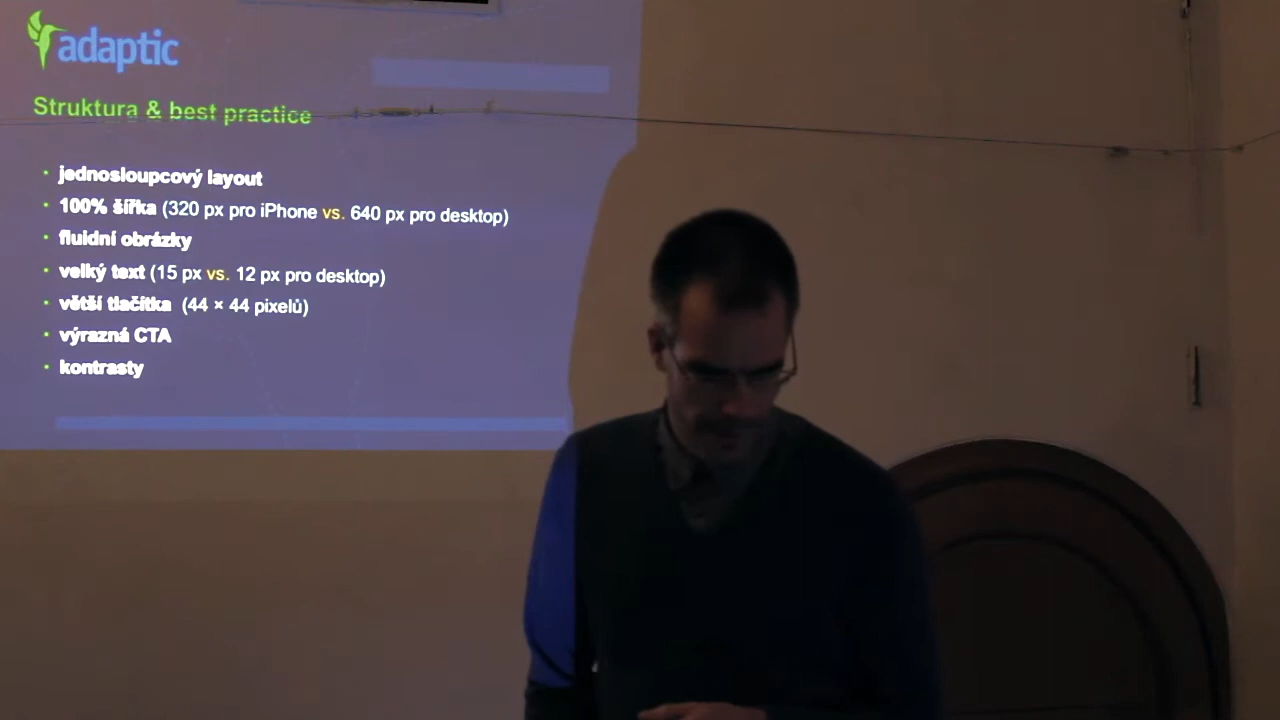 adaptic
Struktura & best practice
jednosloupcový layout
100% šířka (320 px pro iPhone vs. 640 px pro desktop)
fluidní obrázky
velký text (15 px vs. 12 px pro desktop)
větší tlačítka (44 × 44 pixelů)
výrazná CTA
kontrasty